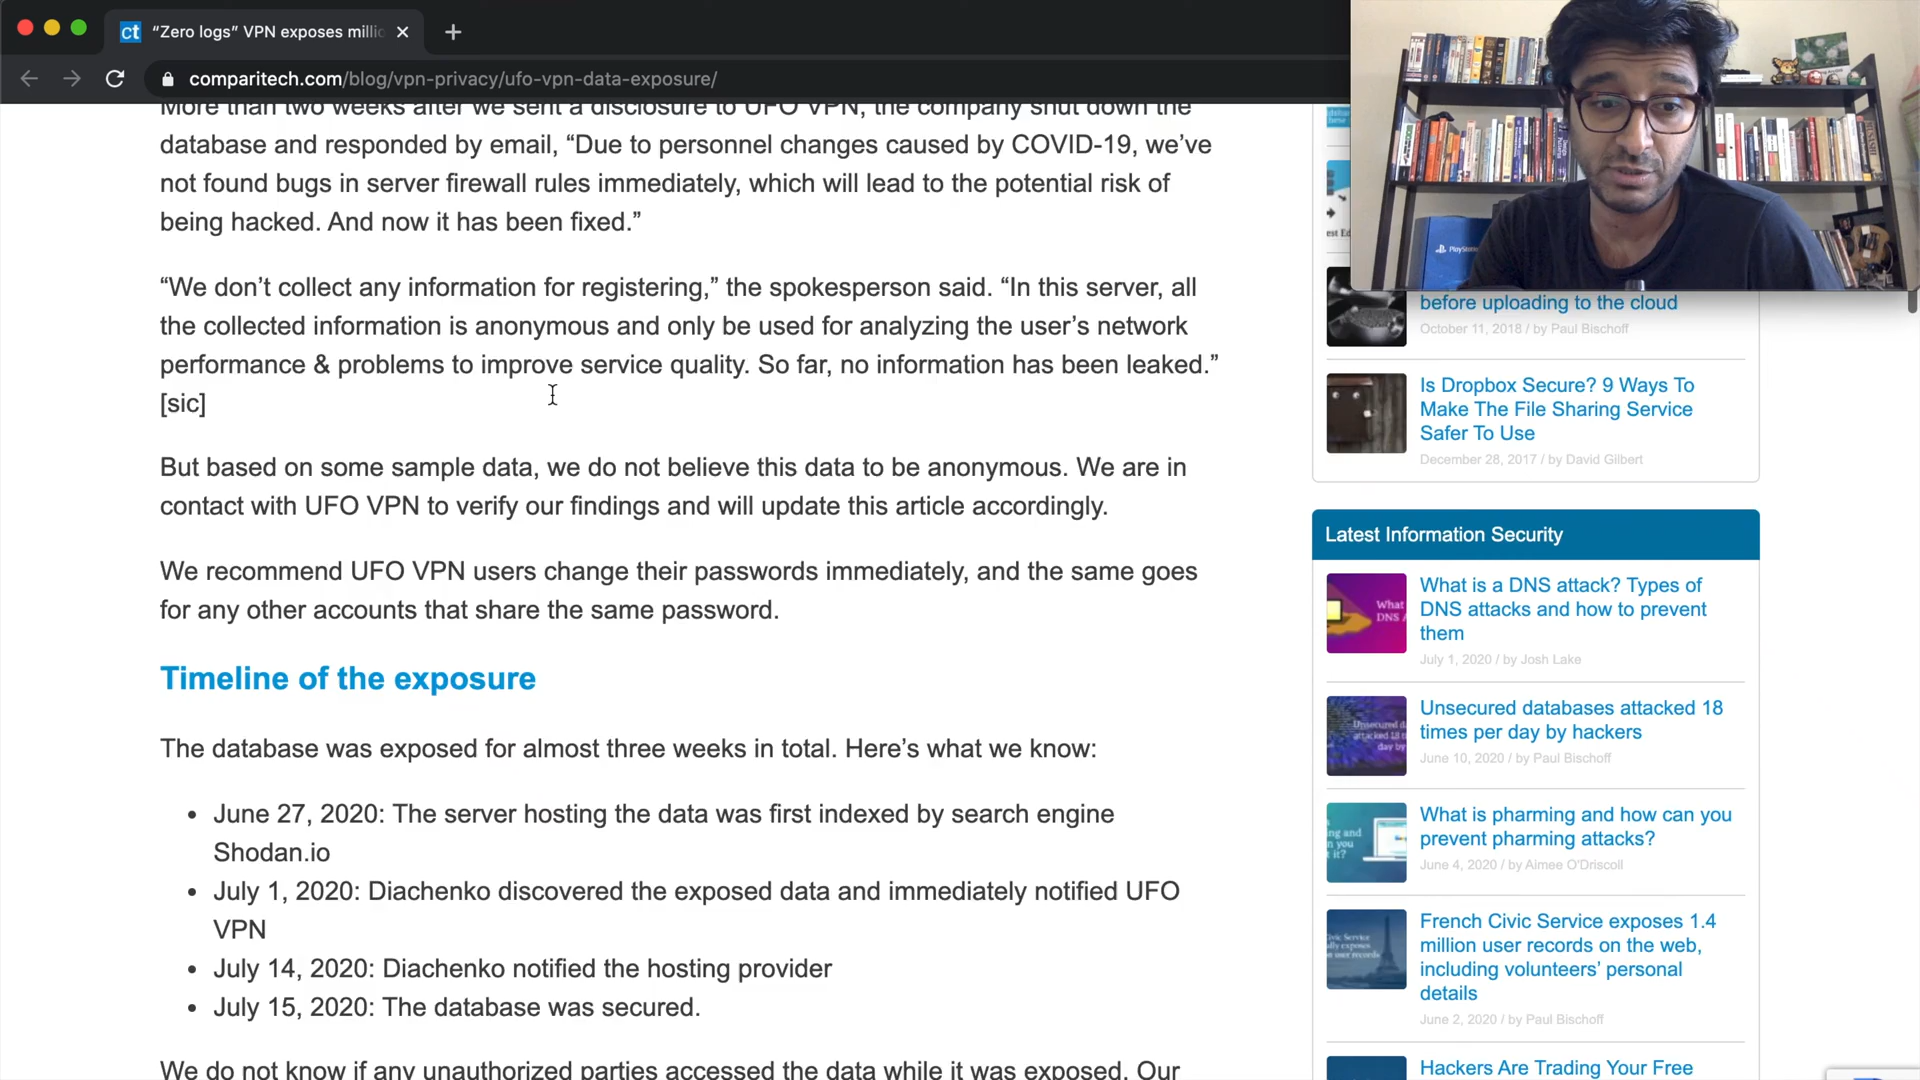 ct "Zero logs" VPN exposes milli
comparitech.com/blog/vpn-privacy/ufo-vpn-data-exposure/
More than two weeks after we sent a disclosure to UFO VPN, the company shut down the
database and responded by email, “Due to personnel changes caused by COVID-19, we’ve
not found bugs in server firewall rules immediately, which will lead to the potential risk of
being hacked. And now it has been fixed.”
“We don’t collect any information for registering,” the spokesperson said. “In this server, all
the collected information is anonymous and only be used for analyzing the user’s network
performance & problems to improve service quality. So far, no information has been leaked.”
[sic]
But based on some sample data, we do not believe this data to be anonymous. We are in
contact with UFO VPN to verify our findings and will update this article accordingly.
We recommend UFO VPN users change their passwords immediately, and the same goes
for any other accounts that share the same password.
Timeline of the exposure
The database was exposed for almost three weeks in total. Here’s what we know:
• June 27, 2020: The server hosting the data was first indexed by search engine
Shodan.io
• July 1, 2020: Diachenko discovered the exposed data and immediately notified UFO
VPN
• July 14, 2020: Diachenko notified the hosting provider
• July 15, 2020: The database was secured.
We do not know if any unauthorized parties accessed the data while it was exposed. Our
PlayStation
before uploading to the cloud
October 11, 2018 / by Paul Bischoff
Is Dropbox Secure? 9 Ways To
Make The File Sharing Service
Safer To Use
December 28, 2017 / by David Gilbert
Latest Information Security
What
DNS A
What is a DNS attack? Types of
DNS attacks and how to prevent
them
July 1, 2020 / by Josh Lake
Unsecured databases attacked 18
times per day by hackers
June 10, 2020 / by Paul Bischoff
What is pharming and how can you
prevent pharming attacks?
June 4, 2020 / by Aimee O'Driscoll
French Civic Service exposes 1.4
million user records on the web,
including volunteers’ personal
details
June 2, 2020 / by Paul Bischoff
Hackers Are Trading Your Free